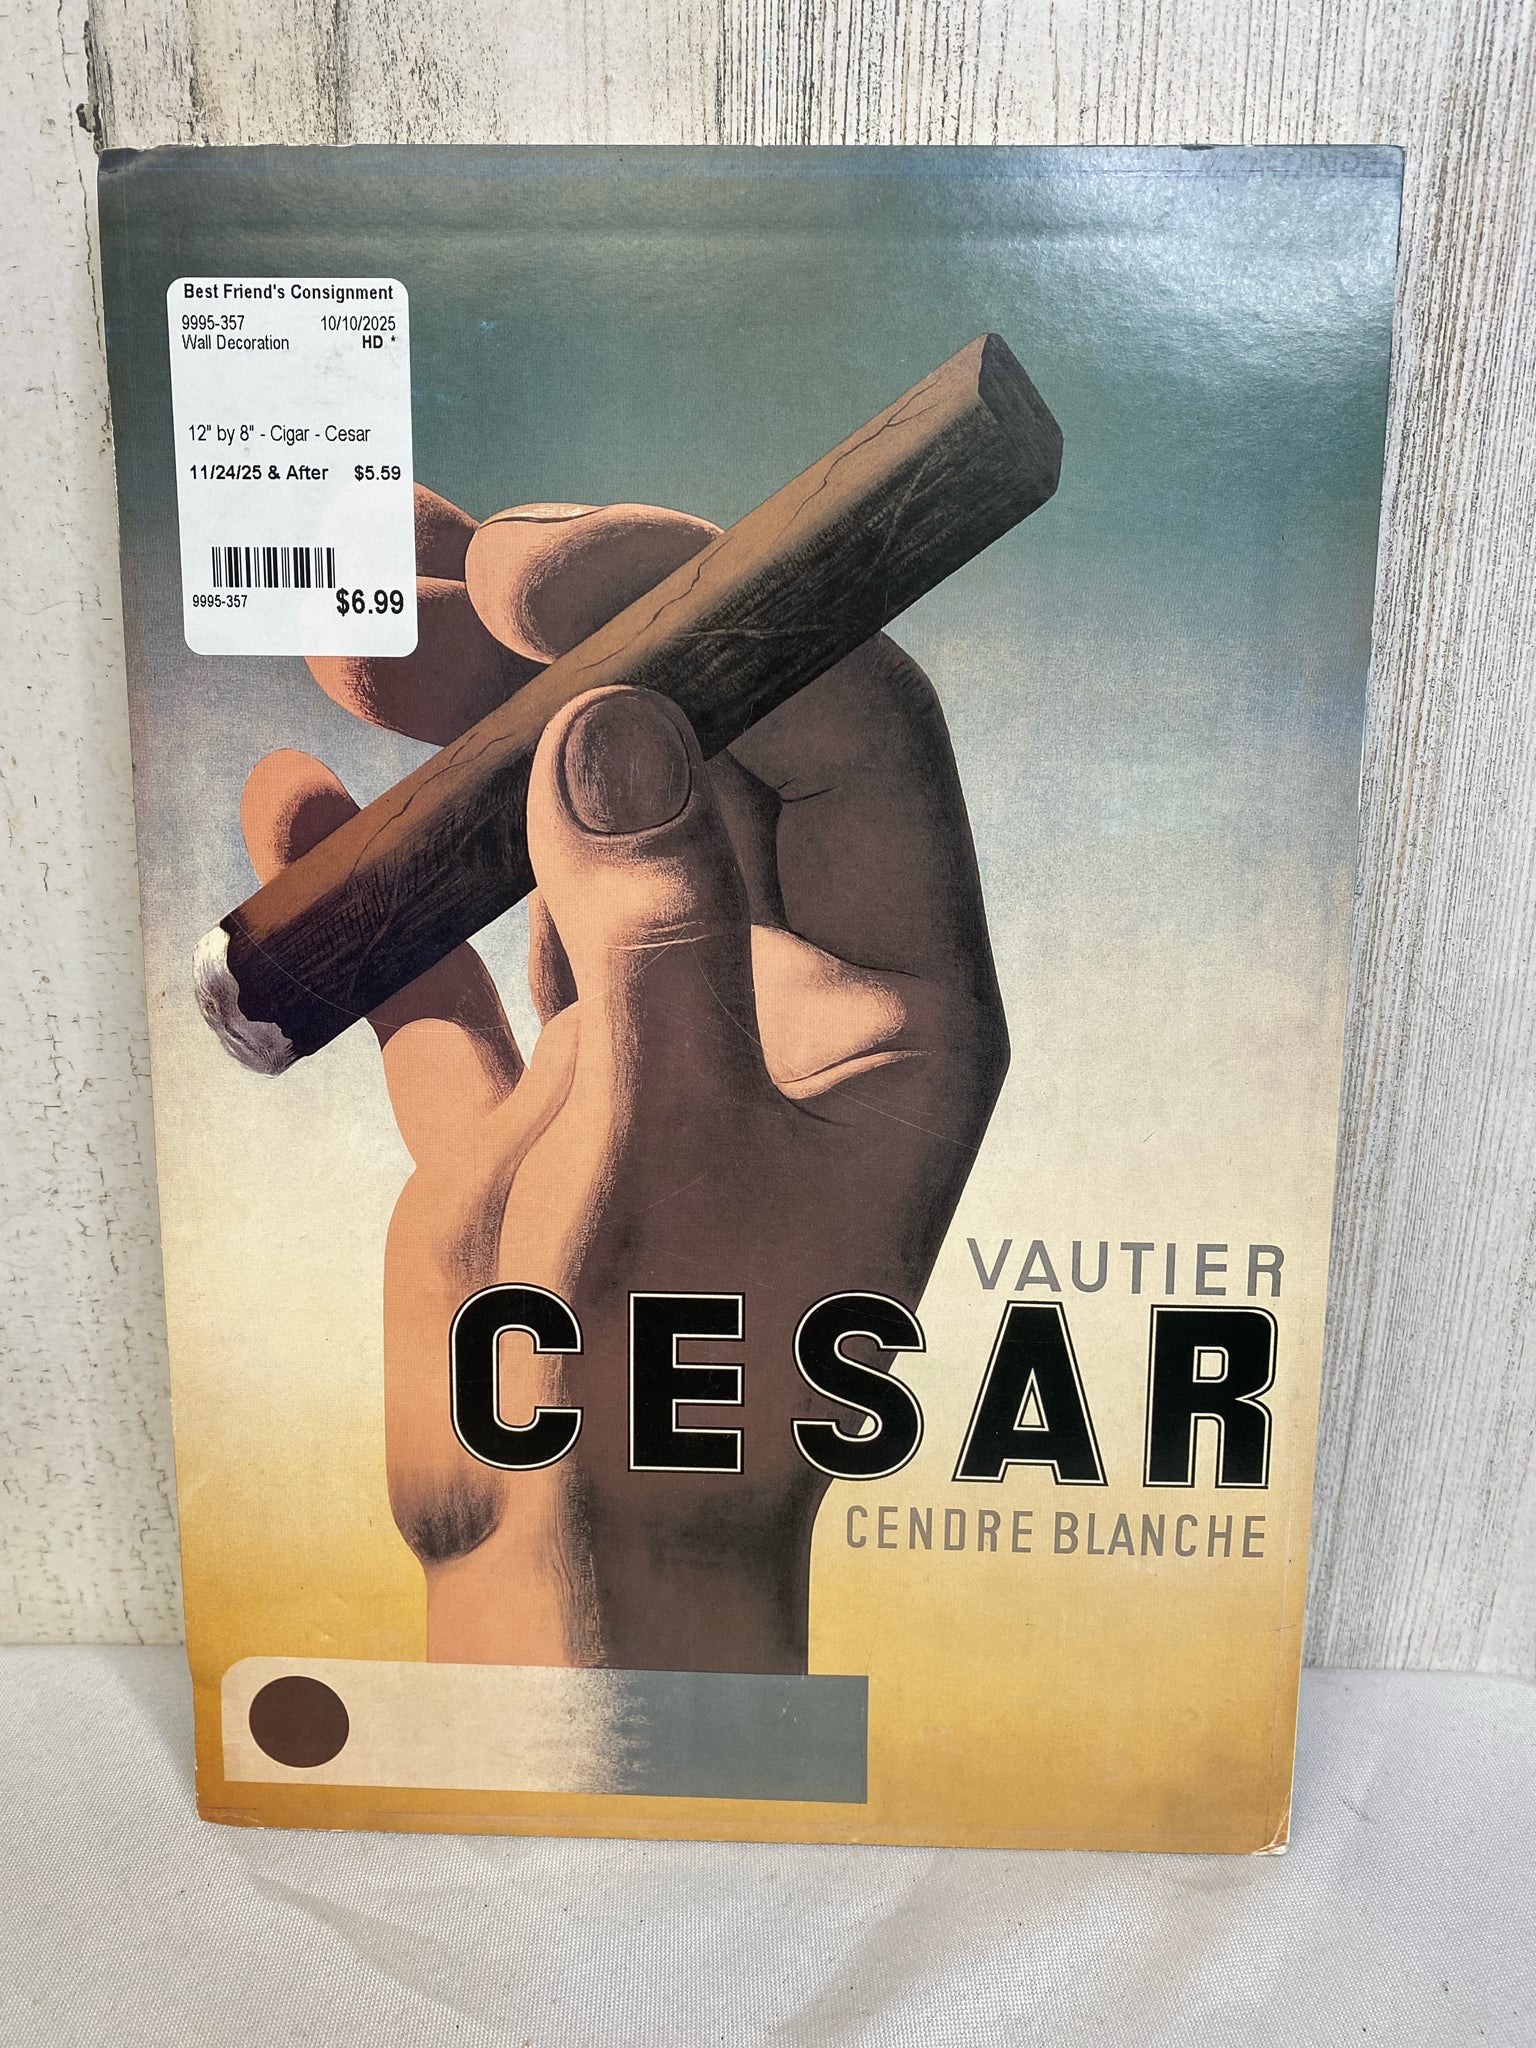 Best Friend's Consignment
9995-357 10/10/2025
Wall Decoration HD *
12" by 8" - Cigar - Cesar
11/24/25 & After $5.59
9995-357 $6.99
VAUTIER
CESAR
CENDRE BLANCHE